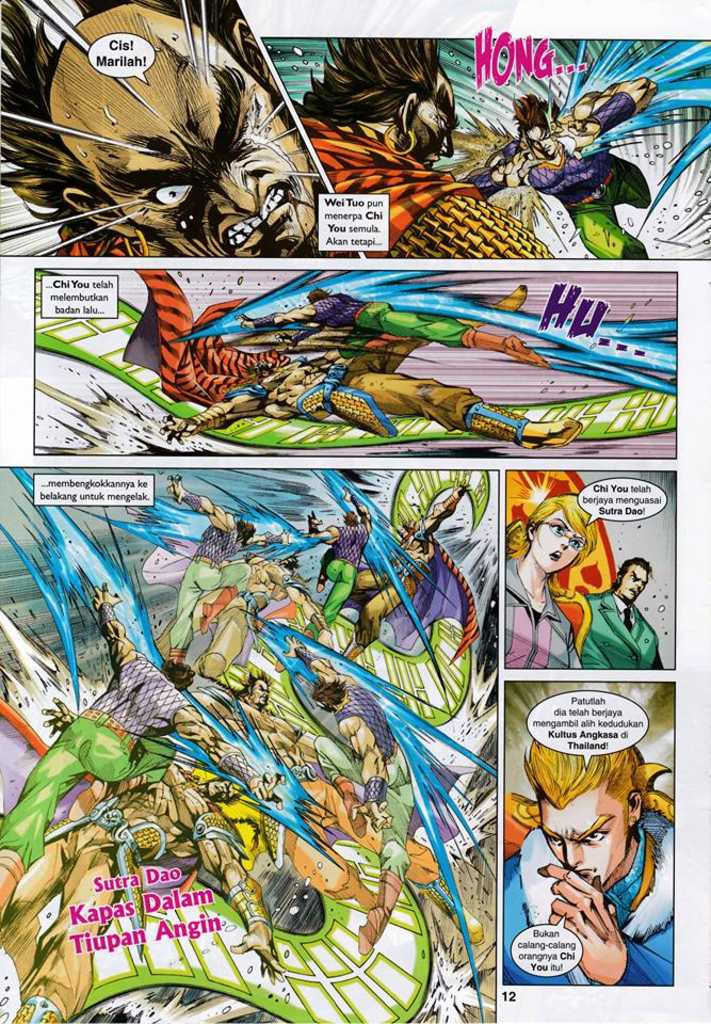 Cis!
Marilah!
HONG...
Wei Tuo pun
menerpa Chi
You semula.
Akan tetapi...
...Chi You telah
melembutkan
badan lalu...
HU...
...membengkokkannya ke
belakang untuk mengelak.
Sutra Dao
Kapas Dalam
Tiupan Angin
Chi You telah
berjaya menguasai
Sutra Dao!
Patutlah
dia telah berjaya
mengambil alih kedudukan
Kultus Angkasa di
Thailand!
Bukan
calang-calang
orangnya Chi
You itu!
12